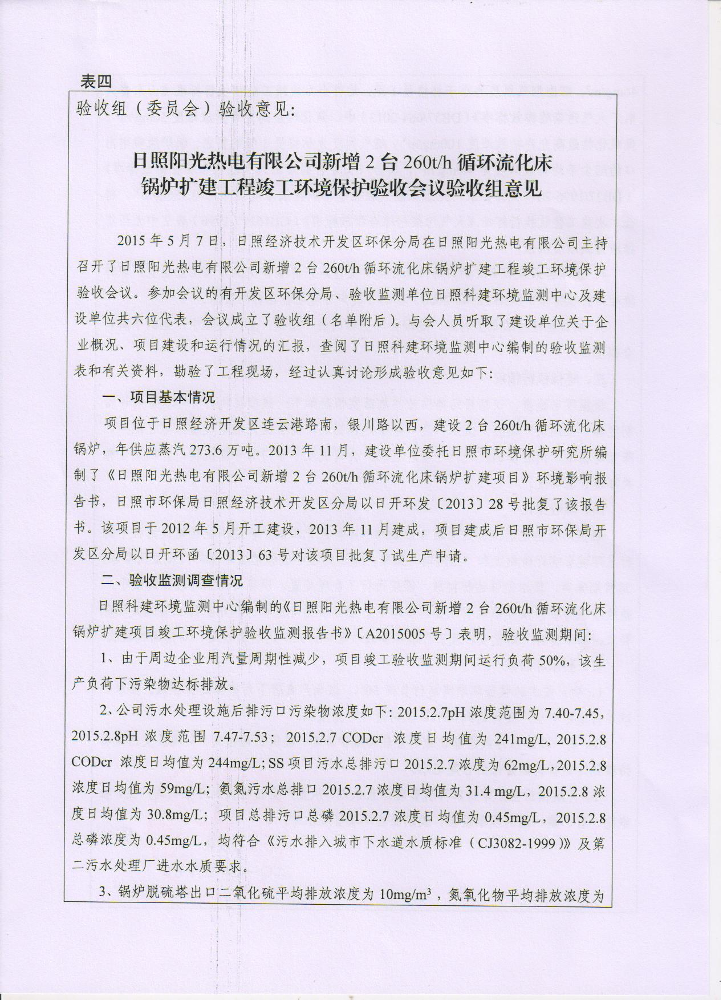 表四
验收组（委员会）验收意见：
日照阳光热电有限公司新增 2 台 260t/h 循环流化床
锅炉扩建工程竣工环境保护验收会议验收组意见
2015 年 5 月 7 日，日照经济技术开发区环保分局在日照阳光热电有限公司主持
召开了日照阳光热电有限公司新增 2 台 260t/h 循环流化床锅炉扩建工程竣工环境保护
验收会议。参加会议的有开发区环保分局、验收监测单位日照科建环境监测中心及建
设单位共六位代表，会议成立了验收组（名单附后）。与会人员听取了建设单位关于企
业概况、项目建设和运行情况的汇报，查阅了日照科建环境监测中心编制的验收监测
表和有关资料，勘验了工程现场，经过认真讨论形成验收意见如下：
一、项目基本情况
项目位于日照经济开发区连云港路南，银川路以西，建设 2 台 260t/h 循环流化床
锅炉，年供应蒸汽 273.6 万吨。2013 年 11 月，建设单位委托日照市环境保护研究所编
制了《日照阳光热电有限公司新增 2 台 260t/h 循环流化床锅炉扩建项目》环境影响报
告书，日照市环保局日照经济技术开发区分局以日开环发〔2013〕28 号批复了该报告
书。该项目于 2012 年 5 月开工建设，2013 年 11 月建成，项目建成后日照市环保局开
发区分局以日开环函〔2013〕63 号对该项目批复了试生产申请。
二、验收监测调查情况
日照科建环境监测中心编制的《日照阳光热电有限公司新增 2 台 260t/h 循环流化床
锅炉扩建项目竣工环境保护验收监测报告书》〔A2015005 号〕表明，验收监测期间：
1、由于周边企业用汽量周期性减少，项目竣工验收监测期间运行负荷 50%，该生
产负荷下污染物达标排放。
2、公司污水处理设施后排污口污染物浓度如下：2015.2.7pH 浓度范围为 7.40-7.45，
2015.2.8pH 浓度范围 7.47-7.53；2015.2.7 CODcr 浓度日均值为 241mg/L, 2015.2.8
CODcr 浓度日均值为 244mg/L; SS 项目污水总排污口 2015.2.7 浓度为 62mg/L，2015.2.8
浓度日均值为 59mg/L；氨氮污水总排口 2015.2.7 浓度日均值为 31.4 mg/L，2015.2.8 浓
度日均值为 30.8mg/L；项目总排污口总磷 2015.2.7 浓度日均值为 0.45mg/L，2015.2.8
总磷浓度为 0.45mg/L，均符合《污水排入城市下水道水质标准（CJ3082-1999）》及第
二污水处理厂进水水质要求。
3、锅炉脱硫塔出口二氧化硫平均排放浓度为 10mg/m³，氮氧化物平均排放浓度为